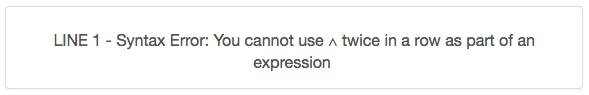 LINE 1 - Syntax Error: You cannot use ∧ twice in a row as part of an
expression